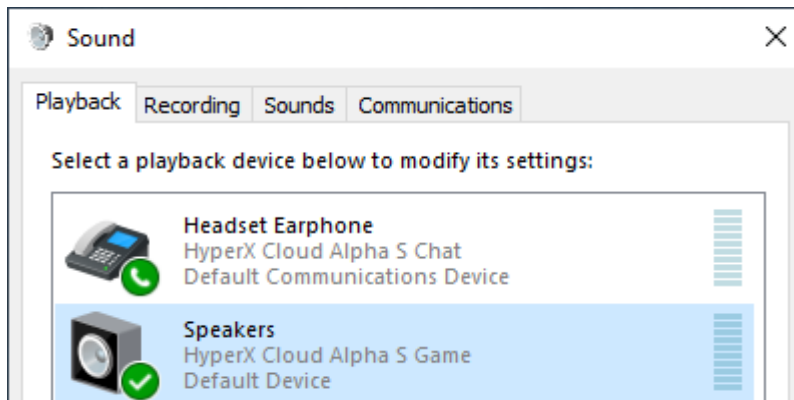 Sound
Playback Recording Sounds Communications
Select a playback device below to modify its settings:
Headset Earphone
HyperX Cloud Alpha S Chat
Default Communications Device
Speakers
HyperX Cloud Alpha S Game
Default Device